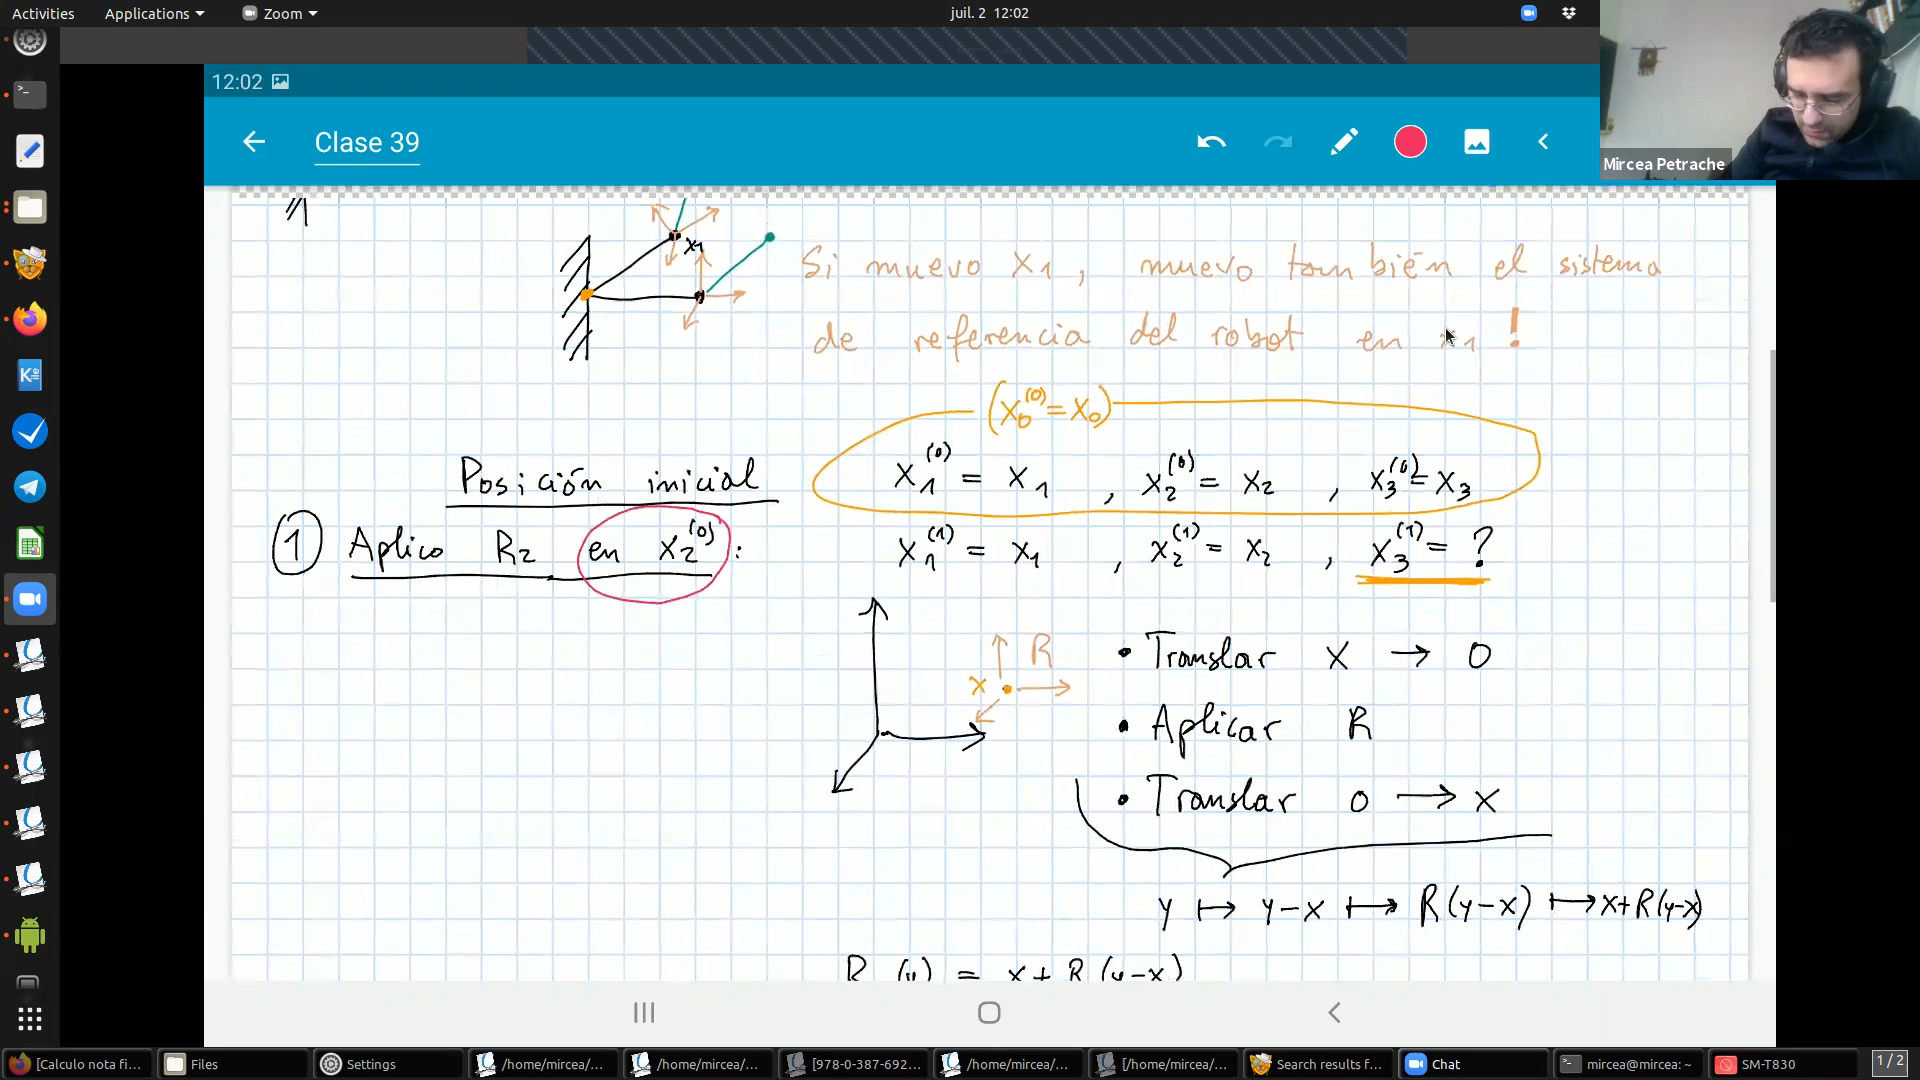 Activities Applications Zoom juil. 2 12:02
12:02
Clase 39
Mircea Petrache
x1
Si muevo x1, muevo también el sistema
de referencia del robot en x1 !
(x0^(0) = x0)
Posición inicial x1^(0) = x1 , x2^(0) = x2 , x3^(0) = x3
1 Aplico R2 en x2^(0) : x1^(1) = x1 , x2^(1) = x2 , x3^(1) = ?
R
x
• Translar x → 0
• Aplicar R
• Translar 0 → x
y ↦ y-x ↦ R(y-x) ↦ x+R(y-x)
R (y) = x + R(y-x)
[Calculo nota fi... Files Settings /home/mircea/... /home/mircea/... [978-0-387-692... /home/mircea/... [/home/mircea/... Search results f... Chat mircea@mircea: ~ SM-T830 1 / 2